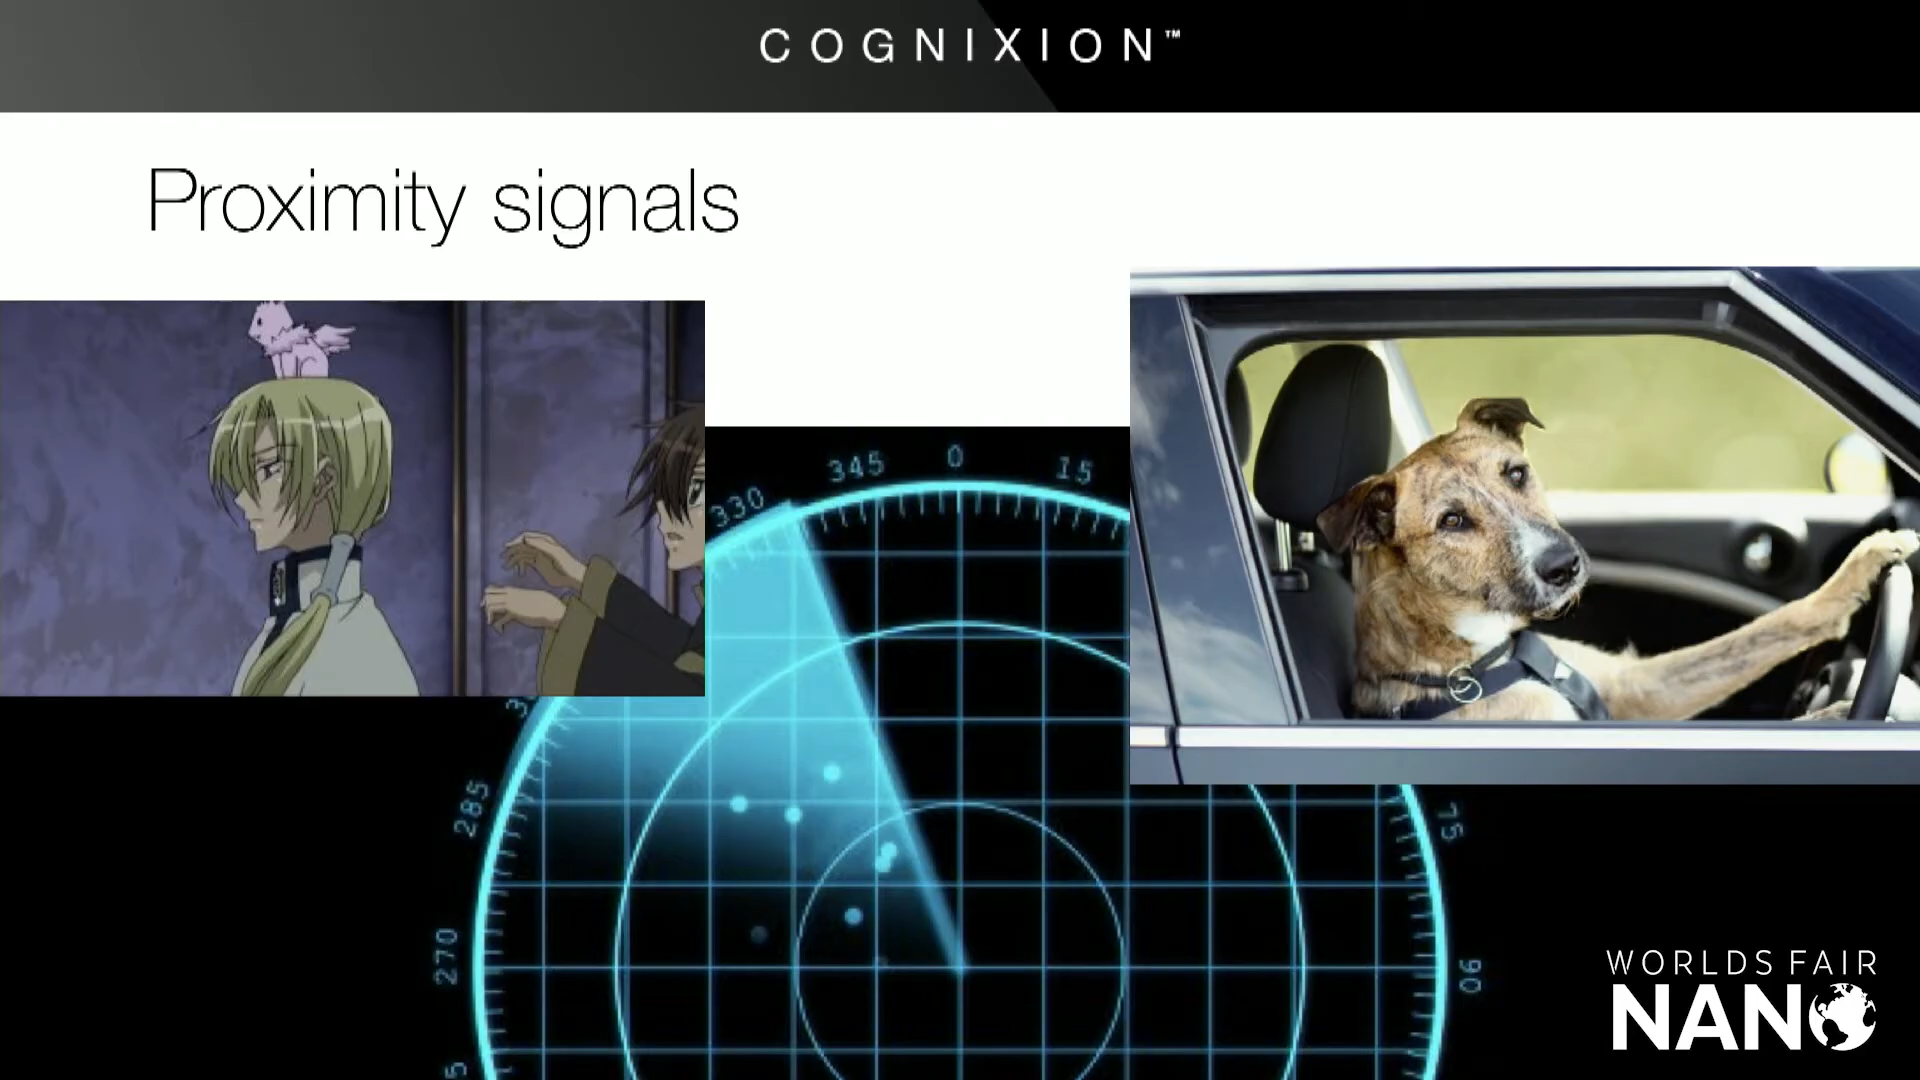 COGNIXION™
Proximity signals
330
345
0
15
285
75
270
90
WORLDS FAIR
NANO